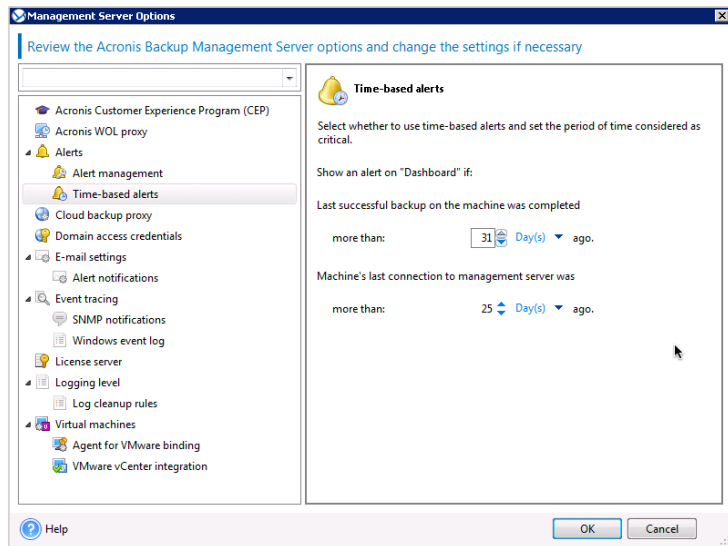 Management Server Options
Review the Acronis Backup Management Server options and change the settings if necessary
Acronis Customer Experience Program (CEP)
Acronis WOL proxy
Alerts
Alert management
Time-based alerts
Cloud backup proxy
Domain access credentials
E-mail settings
Alert notifications
Event tracing
SNMP notifications
Windows event log
License server
Logging level
Log cleanup rules
Virtual machines
Agent for VMware binding
VMware vCenter integration
Time-based alerts
Select whether to use time-based alerts and set the period of time considered as
critical.
Show an alert on "Dashboard" if:
Last successful backup on the machine was completed
more than: 31 Day(s) ago.
Machine's last connection to management server was
more than: 25 Day(s) ago.
Help
OK
Cancel